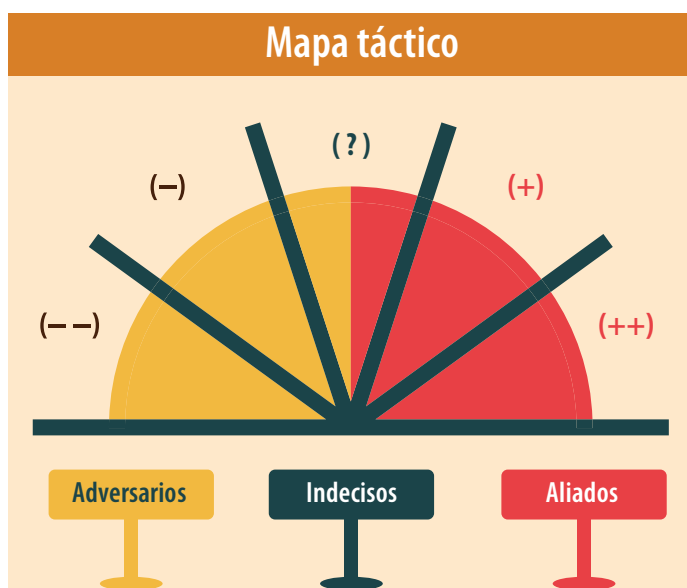 Mapa táctico
( ? )
(–)
(+)
(– –)
(++)
Adversarios
Indecisos
Aliados